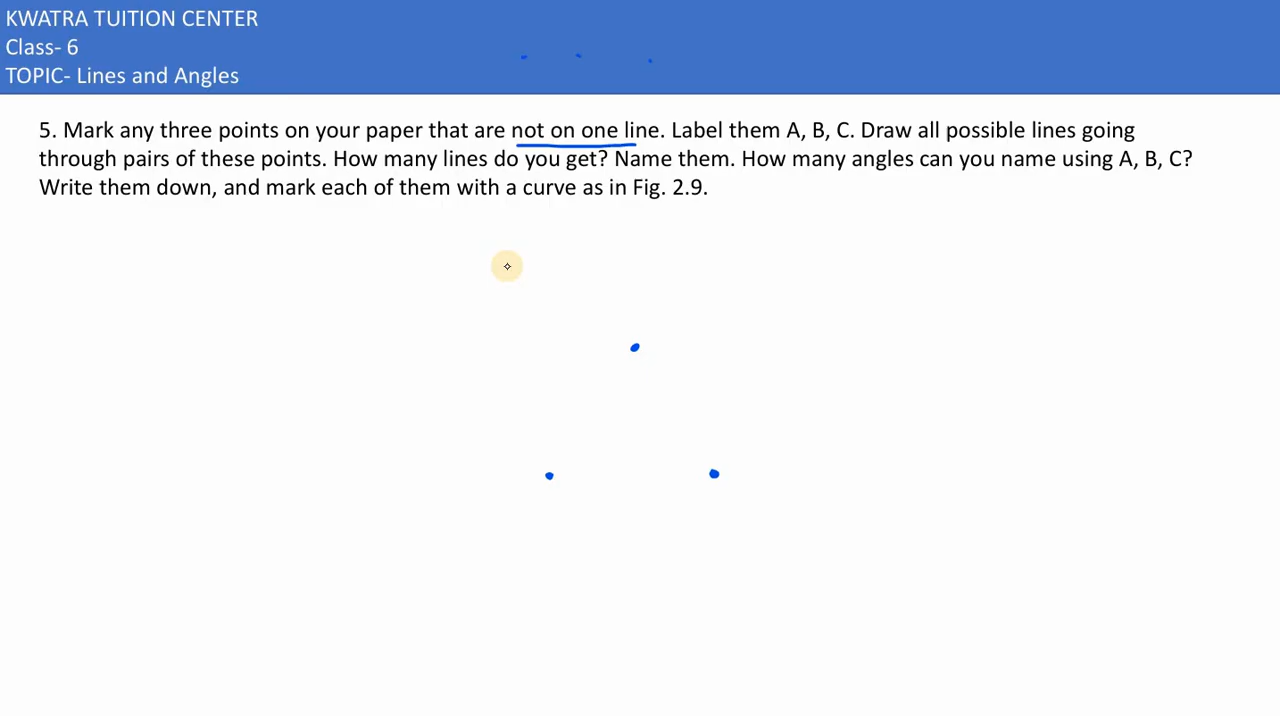 KWATRA TUITION CENTER
Class- 6
TOPIC- Lines and Angles
5. Mark any three points on your paper that are not on one line. Label them A, B, C. Draw all possible lines going
through pairs of these points. How many lines do you get? Name them. How many angles can you name using A, B, C?
Write them down, and mark each of them with a curve as in Fig. 2.9.